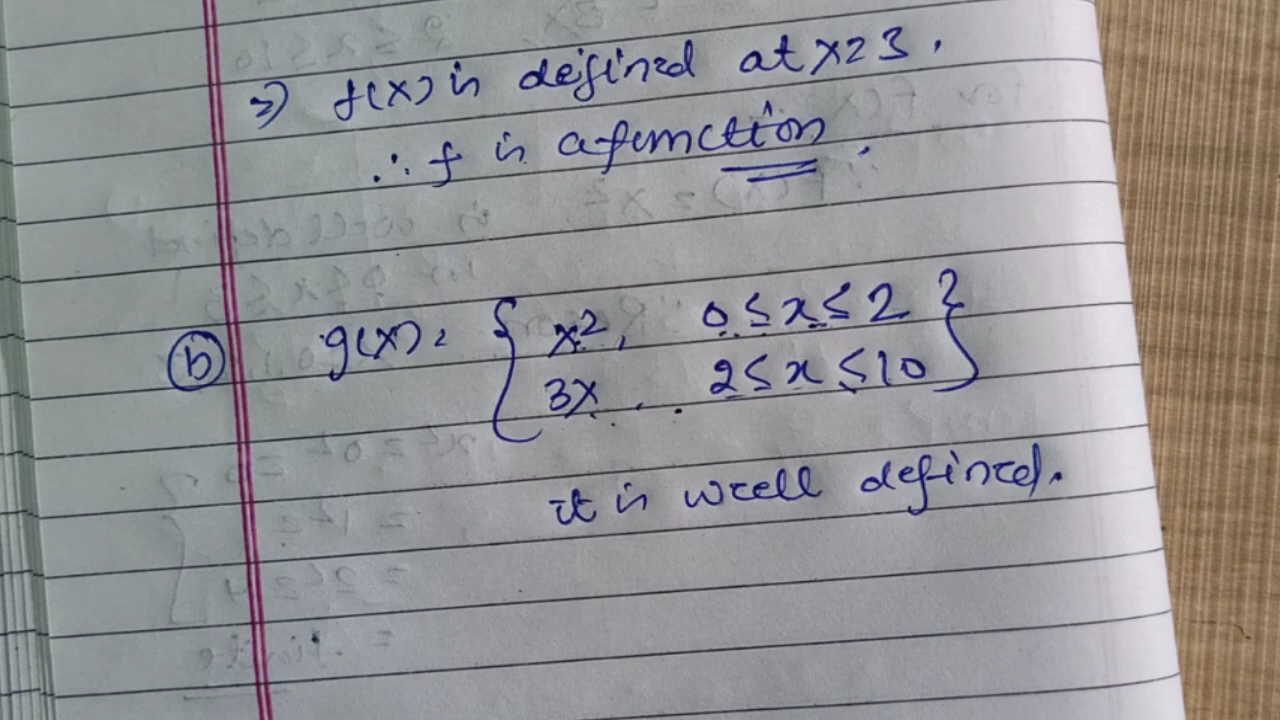 ⇒ f(x) is defined at x=3.
∴ f is a function.
(b) g(x) = { x², 0 ≤ x ≤ 2 }
3x, 2 ≤ x ≤ 10
it is well defined.